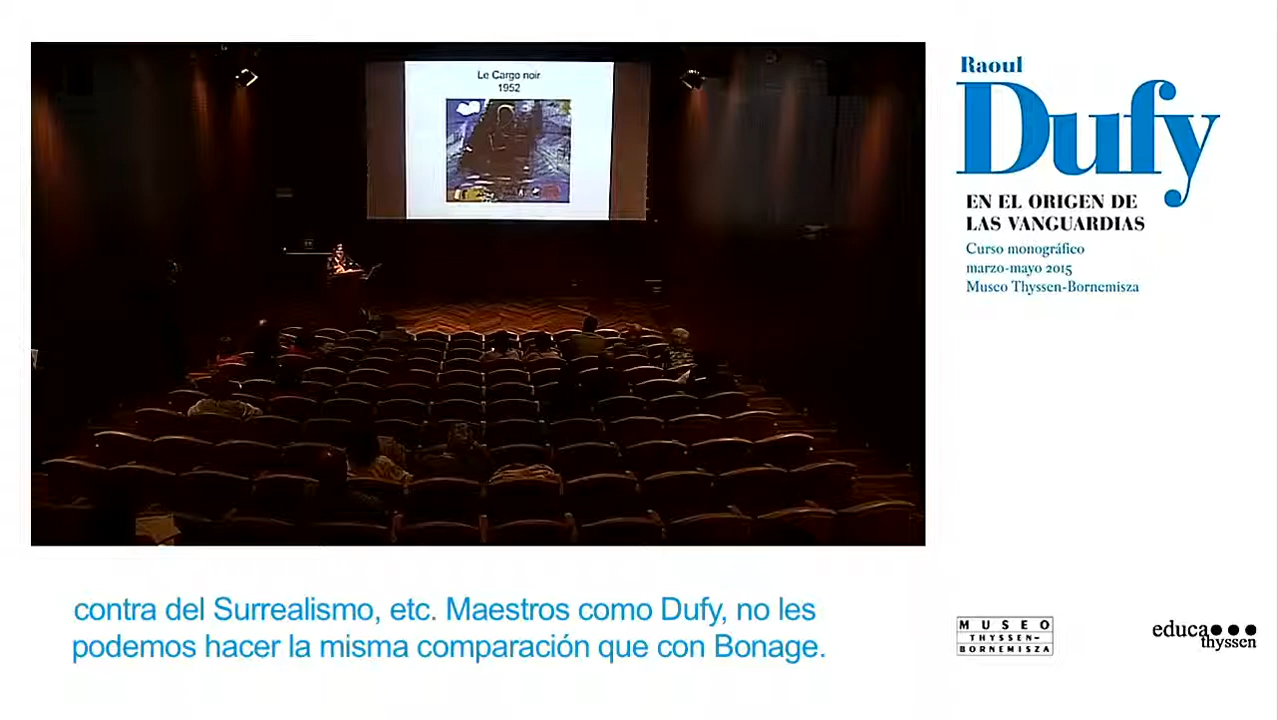 Le Cargo noir
1952
Raoul
Dufy
EN EL ORIGEN DE
LAS VANGUARDIAS
Curso monográfico
marzo-mayo 2015
Museo Thyssen-Bornemisza
contra del Surrealismo, etc. Maestros como Dufy, no les
podemos hacer la misma comparación que con Bonage.
MUSEO
THYSSEN-
BORNEMISZA
educa
thyssen